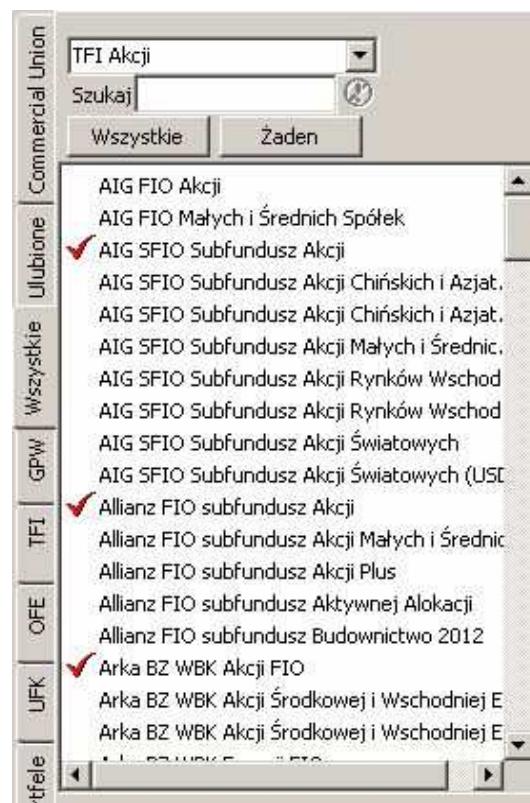 Commercial Union
Ulubione
Wszystkie
GPW
TFI
OFE
UFK
TFI Akcji
Szukaj
Wszystkie Żaden
AIG FIO Akcji
AIG FIO Małych i Średnich Spółek
AIG SFIO Subfundusz Akcji
AIG SFIO Subfundusz Akcji Chińskich i Azjat.
AIG SFIO Subfundusz Akcji Chińskich i Azjat.
AIG SFIO Subfundusz Akcji Małych i Średnic.
AIG SFIO Subfundusz Akcji Rynków Wschod
AIG SFIO Subfundusz Akcji Rynków Wschod
AIG SFIO Subfundusz Akcji Światowych
AIG SFIO Subfundusz Akcji Światowych (USD
Allianz FIO subfundusz Akcji
Allianz FIO subfundusz Akcji Małych i Średnic
Allianz FIO subfundusz Akcji Plus
Allianz FIO subfundusz Aktywnej Alokacji
Allianz FIO subfundusz Budownictwo 2012
Arka BZ WBK Akcji FIO
Arka BZ WBK Akcji Środkowej i Wschodniej E
Arka BZ WBK Akcji Środkowej i Wschodniej E